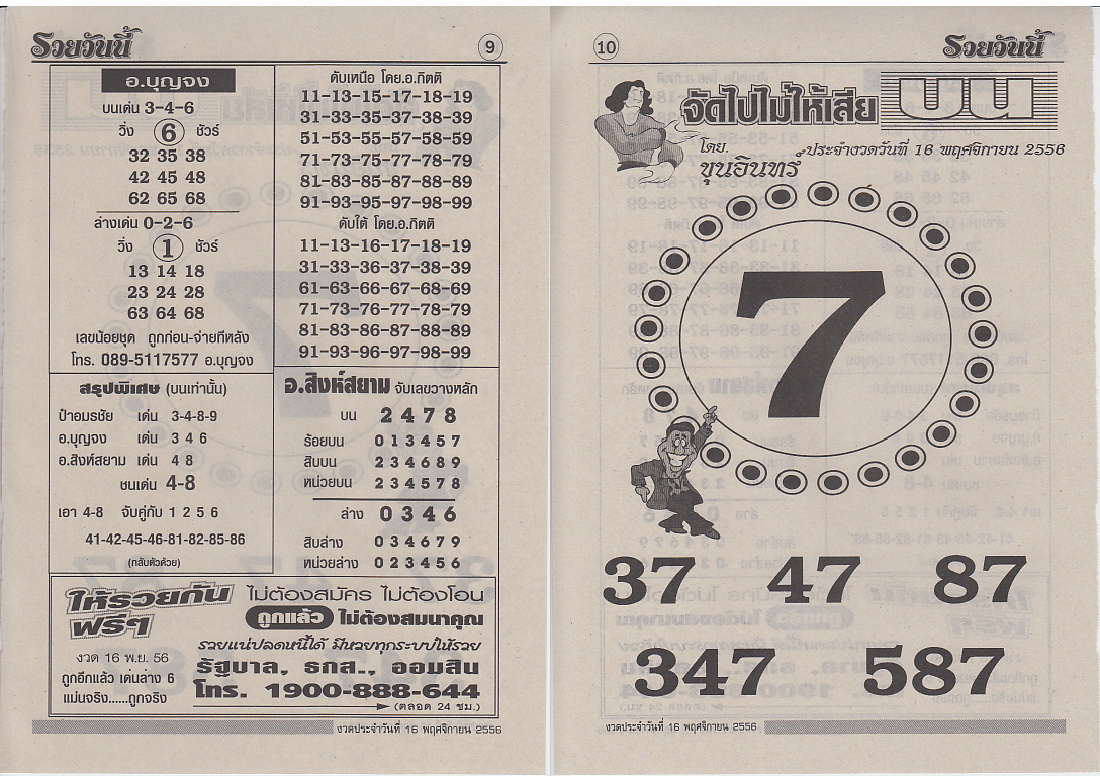 รวยวันนี้
9
อ.บุญจง
บนเด่น 3-4-6
วิ่ง 6 ชัวร์
32 35 38
42 45 48
62 65 68
ล่างเด่น 0-2-6
วิ่ง 1 ชัวร์
13 14 18
23 24 28
63 64 68
เลขน้อยชุด ถูกก่อน-จ่ายทีหลัง
โทร. 089-5117577 อ.บุญจง
ดับเหนือ โดย.อ.กิตติ
11-13-15-17-18-19
31-33-35-37-38-39
51-53-55-57-58-59
71-73-75-77-78-79
81-83-85-87-88-89
91-93-95-97-98-99
ดับใต้ โดย.อ.กิตติ
11-13-16-17-18-19
31-33-36-37-38-39
61-63-66-67-68-69
71-73-76-77-78-79
81-83-86-87-88-89
91-93-96-97-98-99
สรุปพิเศษ (บนเท่านั้น)
ป๋าอมรชัย เด่น 3-4-8-9
อ.บุญจง เด่น 3 4 6
อ.สิงห์สยาม เด่น 4 8
ชนเด่น 4-8
เอา 4-8 จับคู่กับ 1 2 5 6
41-42-45-46-81-82-85-86
(กลับตัวด้วย)
อ.สิงห์สยาม จับเลขวางหลัก
บน 2 4 7 8
ร้อยบน 0 1 3 4 5 7
สิบบน 2 3 4 6 8 9
หน่วยบน 2 3 4 5 7 8
ล่าง 0 3 4 6
สิบล่าง 0 3 4 6 7 9
หน่วยล่าง 0 2 3 4 5 6
ให้รวยกัน
ฟรีๆ
งวด 16 พ.ย. 56
ถูกอีกแล้ว เด่นล่าง 6
แม่นจริง......ถูกจริง
ไม่ต้องสมัคร ไม่ต้องโอน
ถูกแล้ว ไม่ต้องสมนาคุณ
รวยแน่ปลดหนี้ได้ มีหวยทุกระบบให้รวย
รัฐบาล, ธกส., ออมสิน
โทร. 1900-888-644
(ตลอด 24 ชม.)
งวดประจำวันที่ 16 พฤศจิกายน 2556
10
รวยวันนี้
จัดไปไม่ให้เสีย บน
โดย.
ขุนอินทร์
ประจำงวดวันที่ 16 พฤศจิกายน 2556
7
37 47 87
347 587
งวดประจำวันที่ 16 พฤศจิกายน 2556